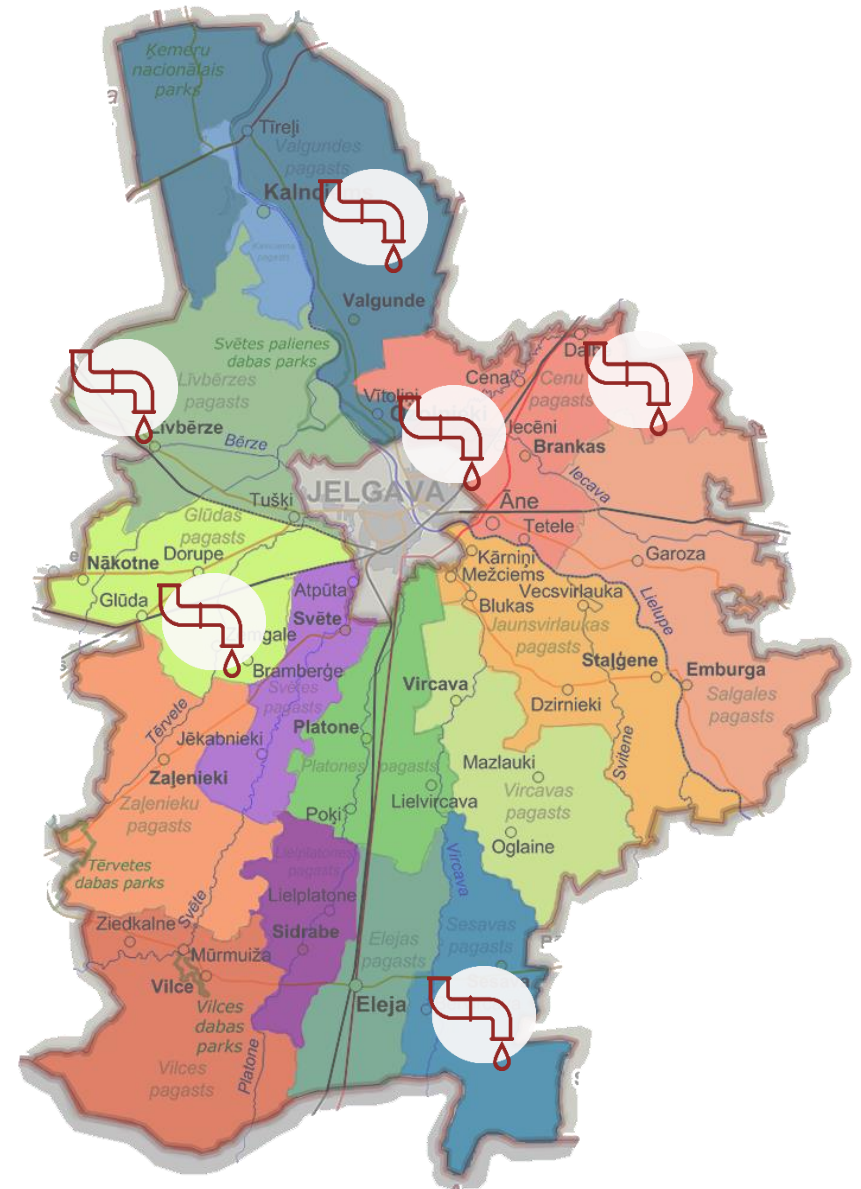 Ķemeru
nacionālais
parks
Tīreļi
Valgundes
pagasts
Valgunde
Svētes palienes
dabas parks
Līvbērzes
pagasts
Cena
Cenu
pagasts
Vītoliņi
Līvbērze
Bērze
Iecēni
Brankas
Iecava
JELGAVA
Tušķi
Glūdas
pagasts
Āne
Tetele
Nākotne
Dorupe
Kārniņi
Garoza
Glūda
Atpūta
Mežciems
Vecsvirlauka
Blukas
Lielupe
Svēte
Jaunsvirlaukas
pagasts
Bramberģe
Staļģene
Emburga
Svētes
pagasts
Vircava
Salgales
pagasts
Dzirnieki
Tērvete
Platone
Jēkabnieki
Svitene
Zaļenieki
Platones pagasts
Mazlauki
Vircavas
pagasts
Zaļenieku
pagasts
Poķi
Lielvircava
Oglaine
Lielplatones
pagasts
Vircava
Tērvetes
dabas parks
Lielplatone
Svēte
Ziedkalne
Sidrabe
Elejas
pagasts
Sesavas
pagasts
Mūrmuiža
Vilce
Eleja
Vilces
dabas
parks
Platone
Vilces
pagasts